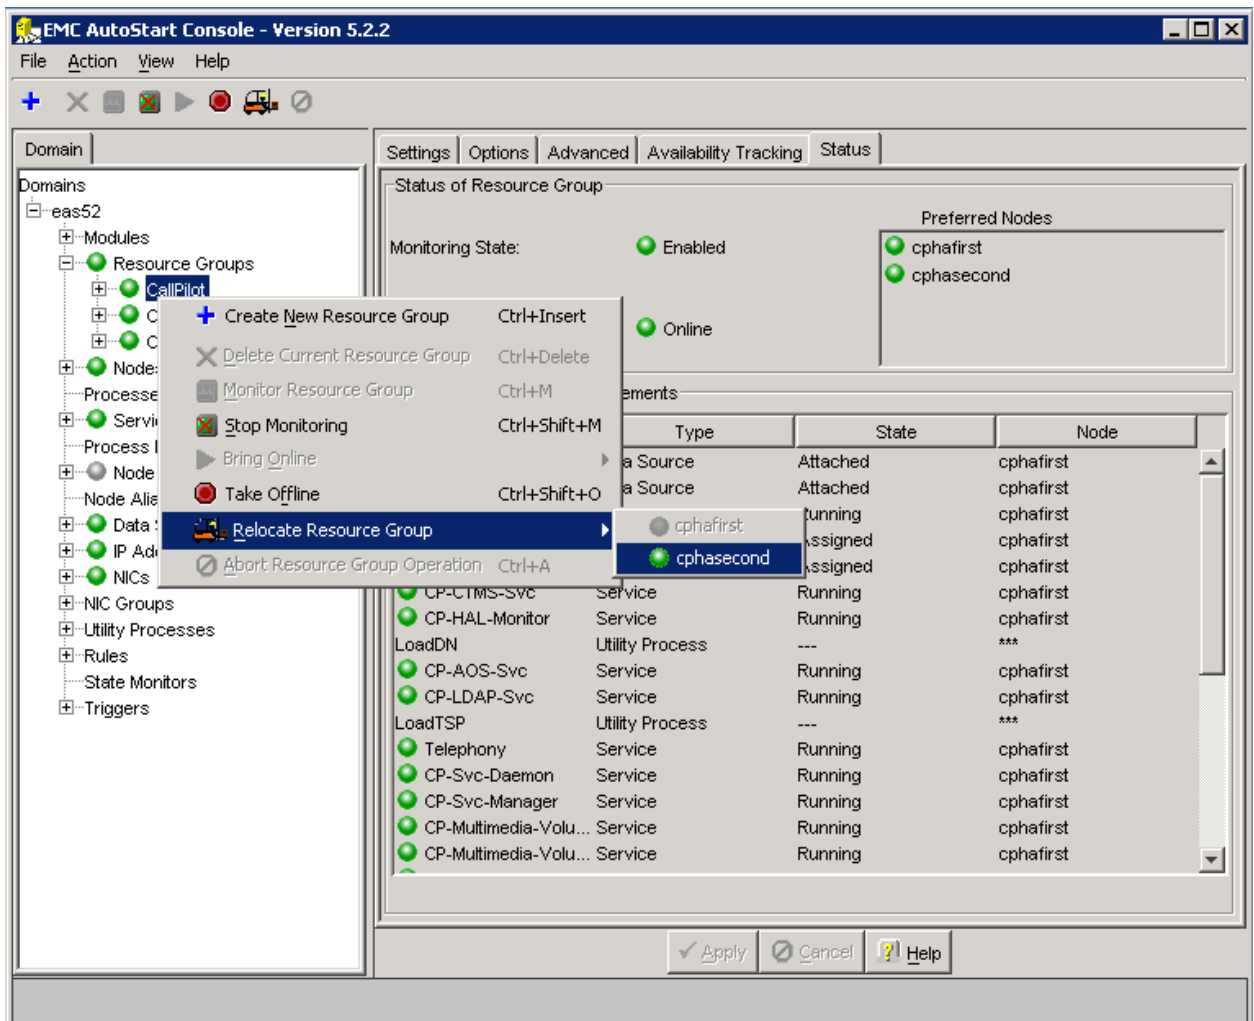 EMC AutoStart Console - Version 5.2.2
File Action View Help
Domain
Domains
eas52
Modules
Resource Groups
CallPilot
C
C
Node
Processe
Servi
Process
Node
Node Alia
Data
IP Ad
NICs
NIC Groups
Utility Processes
Rules
State Monitors
Triggers
Create New Resource Group Ctrl+Insert
Delete Current Resource Group Ctrl+Delete
Monitor Resource Group Ctrl+M
Stop Monitoring Ctrl+Shift+M
Bring Online
Take Offline Ctrl+Shift+O
Relocate Resource Group
Abort Resource Group Operation Ctrl+A
cphafirst
cphasecond
Settings Options Advanced Availability Tracking Status
Status of Resource Group
Monitoring State: Enabled
Online
Preferred Nodes
cphafirst
cphasecond
ements
Type State Node
a Source Attached cphafirst
a Source Attached cphafirst
unning cphafirst
ssigned cphafirst
ssigned cphafirst
CP-CTMS-Svc Service Running cphafirst
CP-HAL-Monitor Service Running cphafirst
LoadDN Utility Process --- ***
CP-AOS-Svc Service Running cphafirst
CP-LDAP-Svc Service Running cphafirst
LoadTSP Utility Process --- ***
Telephony Service Running cphafirst
CP-Svc-Daemon Service Running cphafirst
CP-Svc-Manager Service Running cphafirst
CP-Multimedia-Volu... Service Running cphafirst
CP-Multimedia-Volu... Service Running cphafirst
Apply Cancel Help